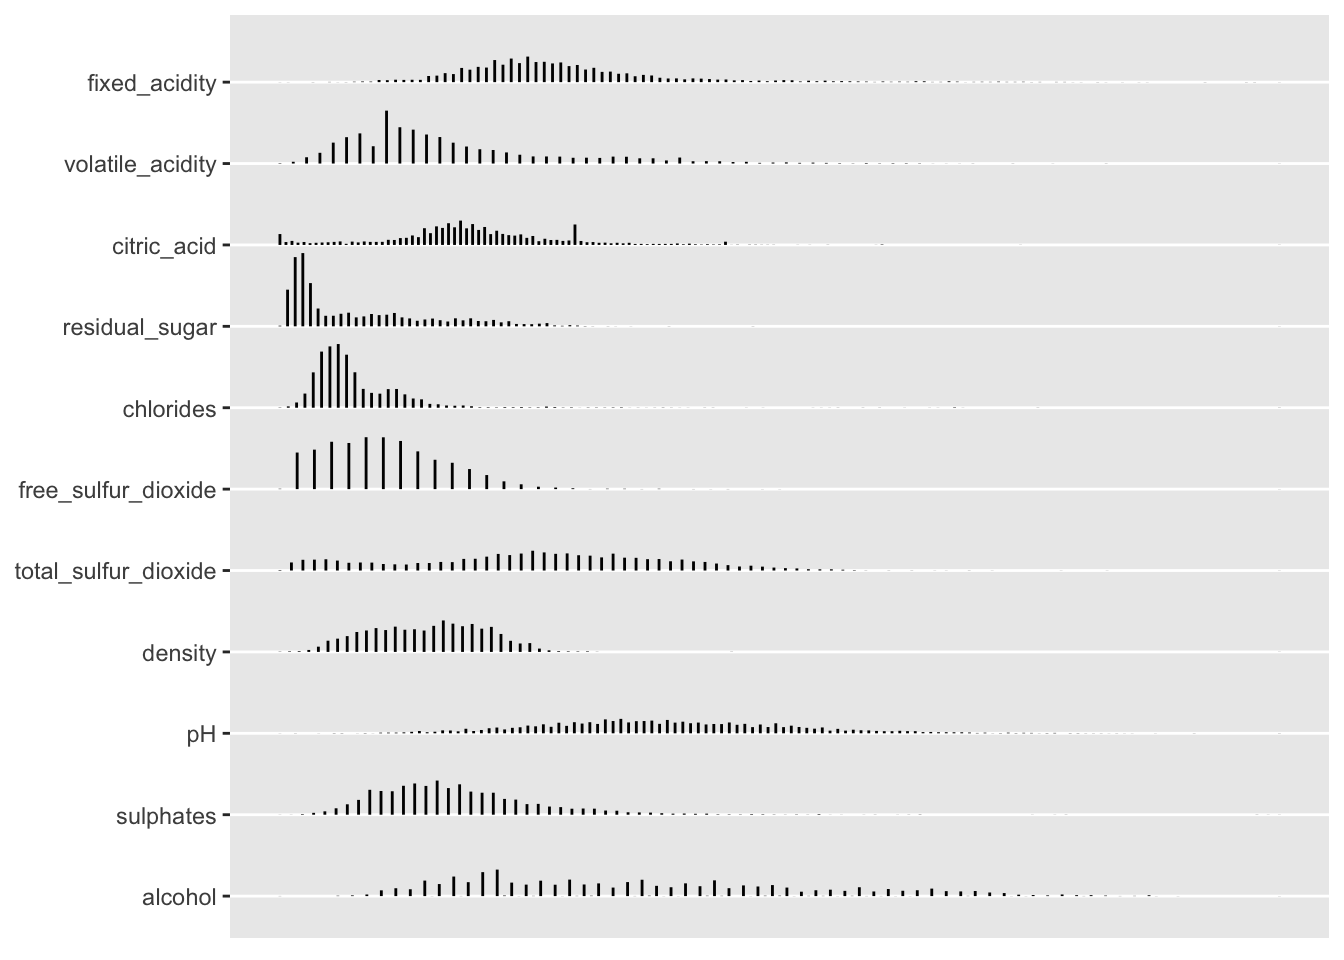 fixed_acidity
volatile_acidity
citric_acid
residual_sugar
chlorides
free_sulfur_dioxide
total_sulfur_dioxide
density
pH
sulphates
alcohol